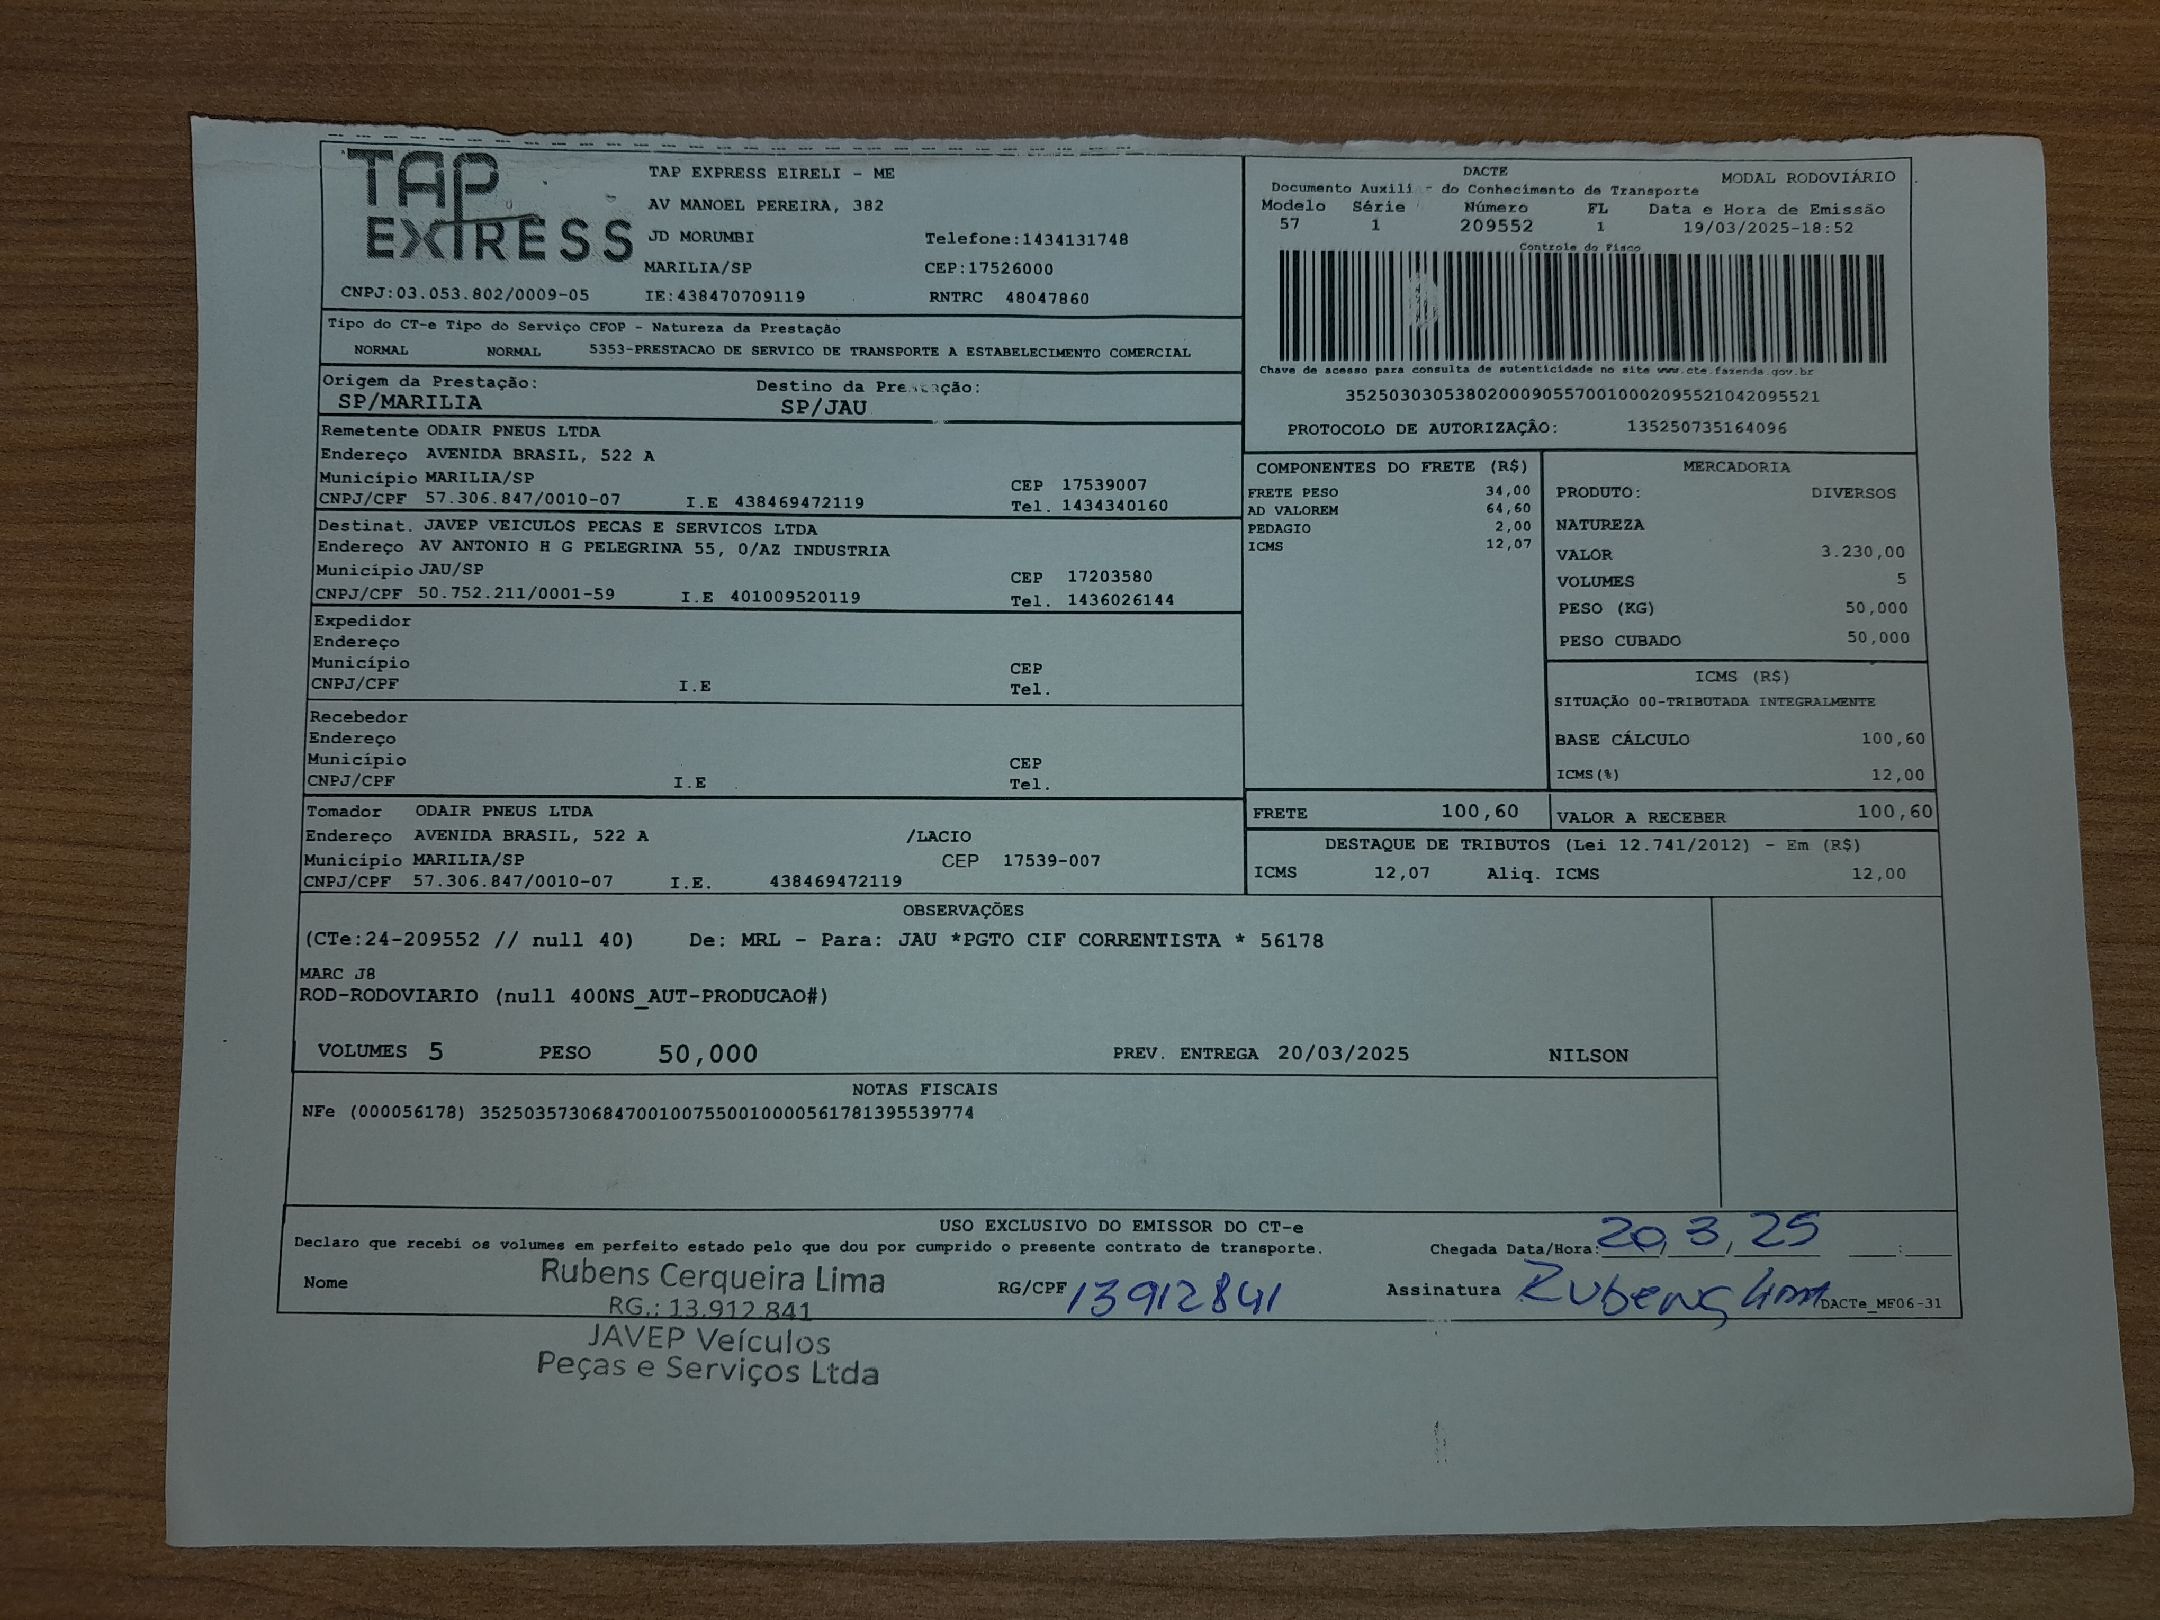 TAP
EXPRESS
TAP EXPRESS EIRELI - ME
AV MANOEL PEREIRA, 382
JD MORUMBI Telefone:1434131748
MARILIA/SP CEP:17526000
CNPJ:03.053.802/0009-05 IE:438470709119 RNTRC 48047860
DACTE MODAL RODOVIÁRIO
Documento Auxili do Conhecimento de Transporte
Modelo Série Número FL Data e Hora de Emissão
57 1 209552 1 19/03/2025-18:52
Controle do Fisco
Chave de acesso para consulta de autenticidade no site www.cte.fazenda.gov.br
35250303053802000905570010002095521042095521
PROTOCOLO DE AUTORIZAÇÃO: 135250735164096
Tipo do CT-e Tipo do Serviço CFOP - Natureza da Prestação
NORMAL NORMAL 5353-PRESTACAO DE SERVICO DE TRANSPORTE A ESTABELECIMENTO COMERCIAL
Origem da Prestação: Destino da Prestação:
SP/MARILIA SP/JAU
Remetente ODAIR PNEUS LTDA
Endereço AVENIDA BRASIL, 522 A
Município MARILIA/SP CEP 17539007
CNPJ/CPF 57.306.847/0010-07 I.E 438469472119 Tel. 1434340160
Destinat. JAVEP VEICULOS PECAS E SERVICOS LTDA
Endereço AV ANTONIO H G PELEGRINA 55, 0/AZ INDUSTRIA
Município JAU/SP CEP 17203580
CNPJ/CPF 50.752.211/0001-59 I.E 401009520119 Tel. 1436026144
Expedidor
Endereço
Município CEP
CNPJ/CPF I.E Tel.
Recebedor
Endereço
Município CEP
CNPJ/CPF I.E Tel.
Tomador ODAIR PNEUS LTDA
Endereço AVENIDA BRASIL, 522 A /LACIO
Município MARILIA/SP CEP 17539-007
CNPJ/CPF 57.306.847/0010-07 I.E. 438469472119
COMPONENTES DO FRETE (R$)
FRETE PESO 34,00
AD VALOREM 64,60
PEDAGIO 2,00
ICMS 12,07
MERCADORIA
PRODUTO: DIVERSOS
NATUREZA
VALOR 3.230,00
VOLUMES 5
PESO (KG) 50,000
PESO CUBADO 50,000
ICMS (R$)
SITUAÇÃO 00-TRIBUTADA INTEGRALMENTE
BASE CÁLCULO 100,60
ICMS(%) 12,00
FRETE 100,60 VALOR A RECEBER 100,60
DESTAQUE DE TRIBUTOS (Lei 12.741/2012) - Em (R$)
ICMS 12,07 Aliq. ICMS 12,00
OBSERVAÇÕES
(CTe:24-209552 // null 40) De: MRL - Para: JAU *PGTO CIF CORRENTISTA * 56178
MARC J8
ROD-RODOVIARIO (null 400NS_AUT-PRODUCAO#)
VOLUMES 5 PESO 50,000 PREV. ENTREGA 20/03/2025 NILSON
NOTAS FISCAIS
NFe (000056178) 35250357306847001007550010000561781395539774
USO EXCLUSIVO DO EMISSOR DO CT-e
Declaro que recebi os volumes em perfeito estado pelo que dou por cumprido o presente contrato de transporte. Chegada Data/Hora: 20,3,25 :
Nome Rubens Cerqueira Lima RG/CPF 13912841 Assinatura Rubens Lima DACTe_MF06-31
RG.: 13.912.841
JAVEP Veículos
Peças e Serviços Ltda